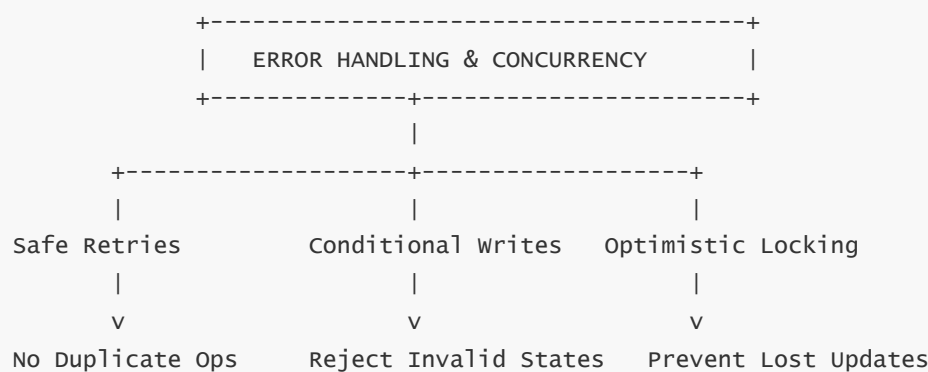 ERROR HANDLING & CONCURRENCY
Safe Retries Conditional Writes Optimistic Locking
No Duplicate Ops Reject Invalid States Prevent Lost Updates